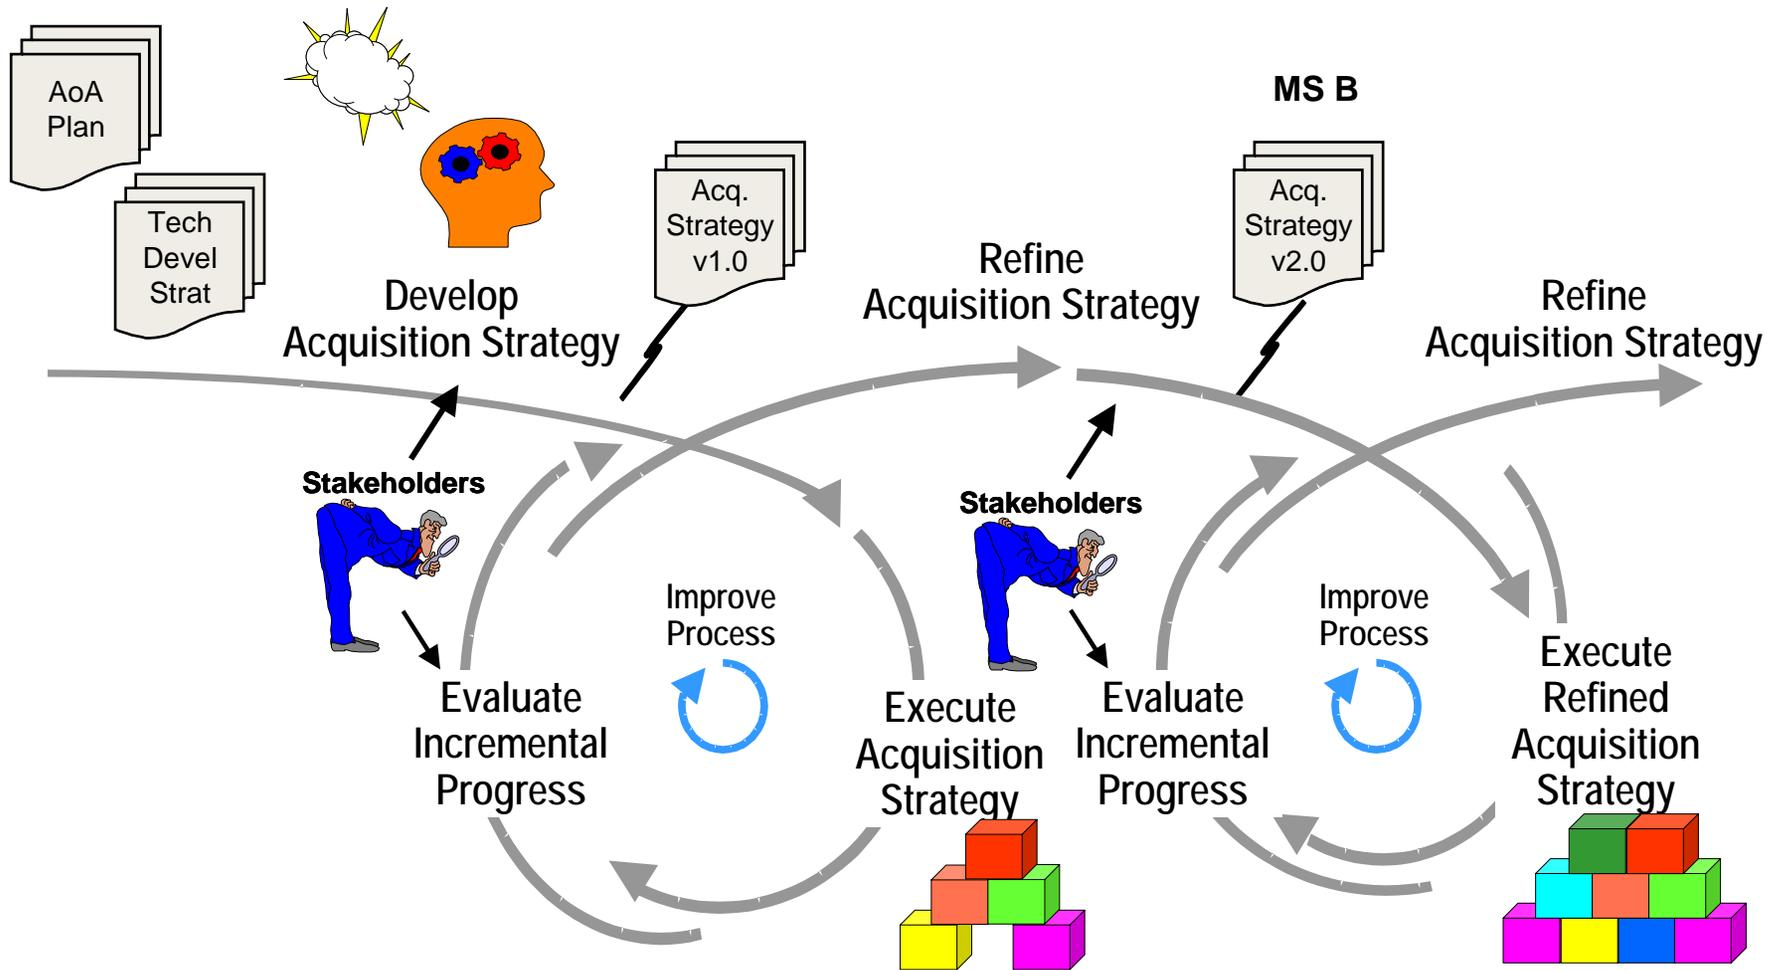 AoA
Plan
Tech
Devel
Strat
MS B
Acq.
Strategy
v1.0
Acq.
Strategy
v2.0
Develop
Acquisition Strategy
Refine
Acquisition Strategy
Refine
Acquisition Strategy
Stakeholders
Stakeholders
Improve
Process
Improve
Process
Evaluate
Incremental
Progress
Execute
Acquisition
Strategy
Evaluate
Incremental
Progress
Execute
Refined
Acquisition
Strategy